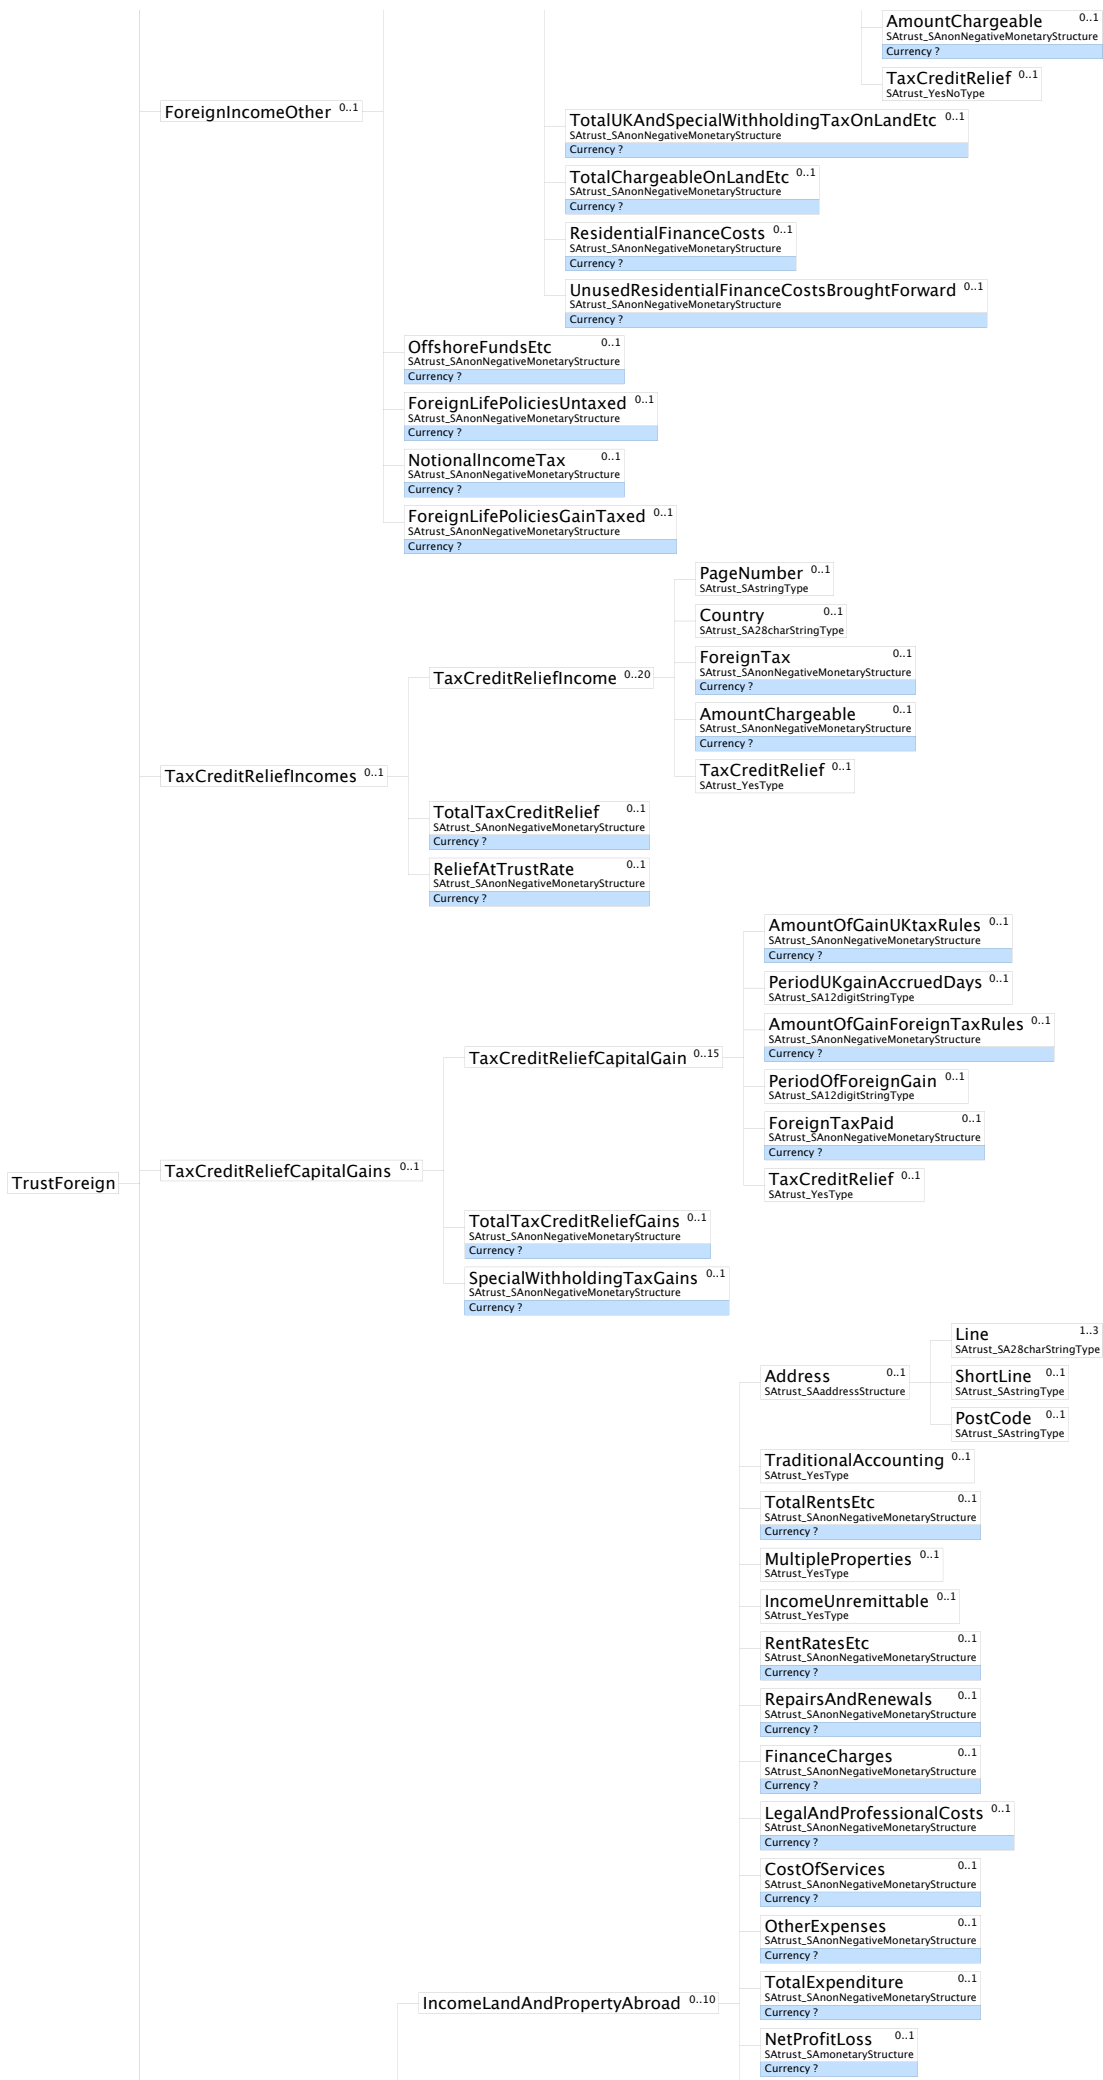 AmountChargeable 0..1
SAtrust_SAnonNegativeMonetaryStructure
Currency ?
TaxCreditRelief 0..1
SAtrust_YesNoType
ForeignIncomeOther 0..1
TotalUKAndSpecialWithholdingTaxOnLandEtc 0..1
SAtrust_SAnonNegativeMonetaryStructure
Currency ?
TotalChargeableOnLandEtc 0..1
SAtrust_SAnonNegativeMonetaryStructure
Currency ?
ResidentialFinanceCosts 0..1
SAtrust_SAnonNegativeMonetaryStructure
Currency ?
UnusedResidentialFinanceCostsBroughtForward 0..1
SAtrust_SAnonNegativeMonetaryStructure
Currency ?
OffshoreFundsEtc 0..1
SAtrust_SAnonNegativeMonetaryStructure
Currency ?
ForeignLifePoliciesUntaxed 0..1
SAtrust_SAnonNegativeMonetaryStructure
Currency ?
NotionalIncomeTax 0..1
SAtrust_SAnonNegativeMonetaryStructure
Currency ?
ForeignLifePoliciesGainTaxed 0..1
SAtrust_SAnonNegativeMonetaryStructure
Currency ?
PageNumber 0..1
SAtrust_SAstringType
Country 0..1
SAtrust_SA28charStringType
ForeignTax 0..1
SAtrust_SAnonNegativeMonetaryStructure
Currency ?
TaxCreditReliefIncome 0..20
AmountChargeable 0..1
SAtrust_SAnonNegativeMonetaryStructure
Currency ?
TaxCreditRelief 0..1
SAtrust_YesType
TaxCreditReliefIncomes 0..1
TotalTaxCreditRelief 0..1
SAtrust_SAnonNegativeMonetaryStructure
Currency ?
ReliefAtTrustRate 0..1
SAtrust_SAnonNegativeMonetaryStructure
Currency ?
AmountOfGainUKtaxRules 0..1
SAtrust_SAnonNegativeMonetaryStructure
Currency ?
PeriodUKgainAccruedDays 0..1
SAtrust_SA12digitStringType
AmountOfGainForeignTaxRules 0..1
SAtrust_SAnonNegativeMonetaryStructure
Currency ?
TaxCreditReliefCapitalGain 0..15
PeriodOfForeignGain 0..1
SAtrust_SA12digitStringType
ForeignTaxPaid 0..1
SAtrust_SAnonNegativeMonetaryStructure
Currency ?
TaxCreditReliefCapitalGains 0..1
TrustForeign
TaxCreditRelief 0..1
SAtrust_YesType
TotalTaxCreditReliefGains 0..1
SAtrust_SAnonNegativeMonetaryStructure
Currency ?
SpecialWithholdingTaxGains 0..1
SAtrust_SAnonNegativeMonetaryStructure
Currency ?
Line 1..3
SAtrust_SA28charStringType
Address 0..1
SAtrust_SAaddressStructure
ShortLine 0..1
SAtrust_SAstringType
PostCode 0..1
SAtrust_SAstringType
TraditionalAccounting 0..1
SAtrust_YesType
TotalRentsEtc 0..1
SAtrust_SAnonNegativeMonetaryStructure
Currency ?
MultipleProperties 0..1
SAtrust_YesType
IncomeUnremittable 0..1
SAtrust_YesType
RentRatesEtc 0..1
SAtrust_SAnonNegativeMonetaryStructure
Currency ?
RepairsAndRenewals 0..1
SAtrust_SAnonNegativeMonetaryStructure
Currency ?
FinanceCharges 0..1
SAtrust_SAnonNegativeMonetaryStructure
Currency ?
LegalAndProfessionalCosts 0..1
SAtrust_SAnonNegativeMonetaryStructure
Currency ?
CostOfServices 0..1
SAtrust_SAnonNegativeMonetaryStructure
Currency ?
OtherExpenses 0..1
SAtrust_SAnonNegativeMonetaryStructure
Currency ?
TotalExpenditure 0..1
SAtrust_SAnonNegativeMonetaryStructure
Currency ?
IncomeLandAndPropertyAbroad 0..10
NetProfitLoss 0..1
SAtrust_SAmonetaryStructure
Currency ?